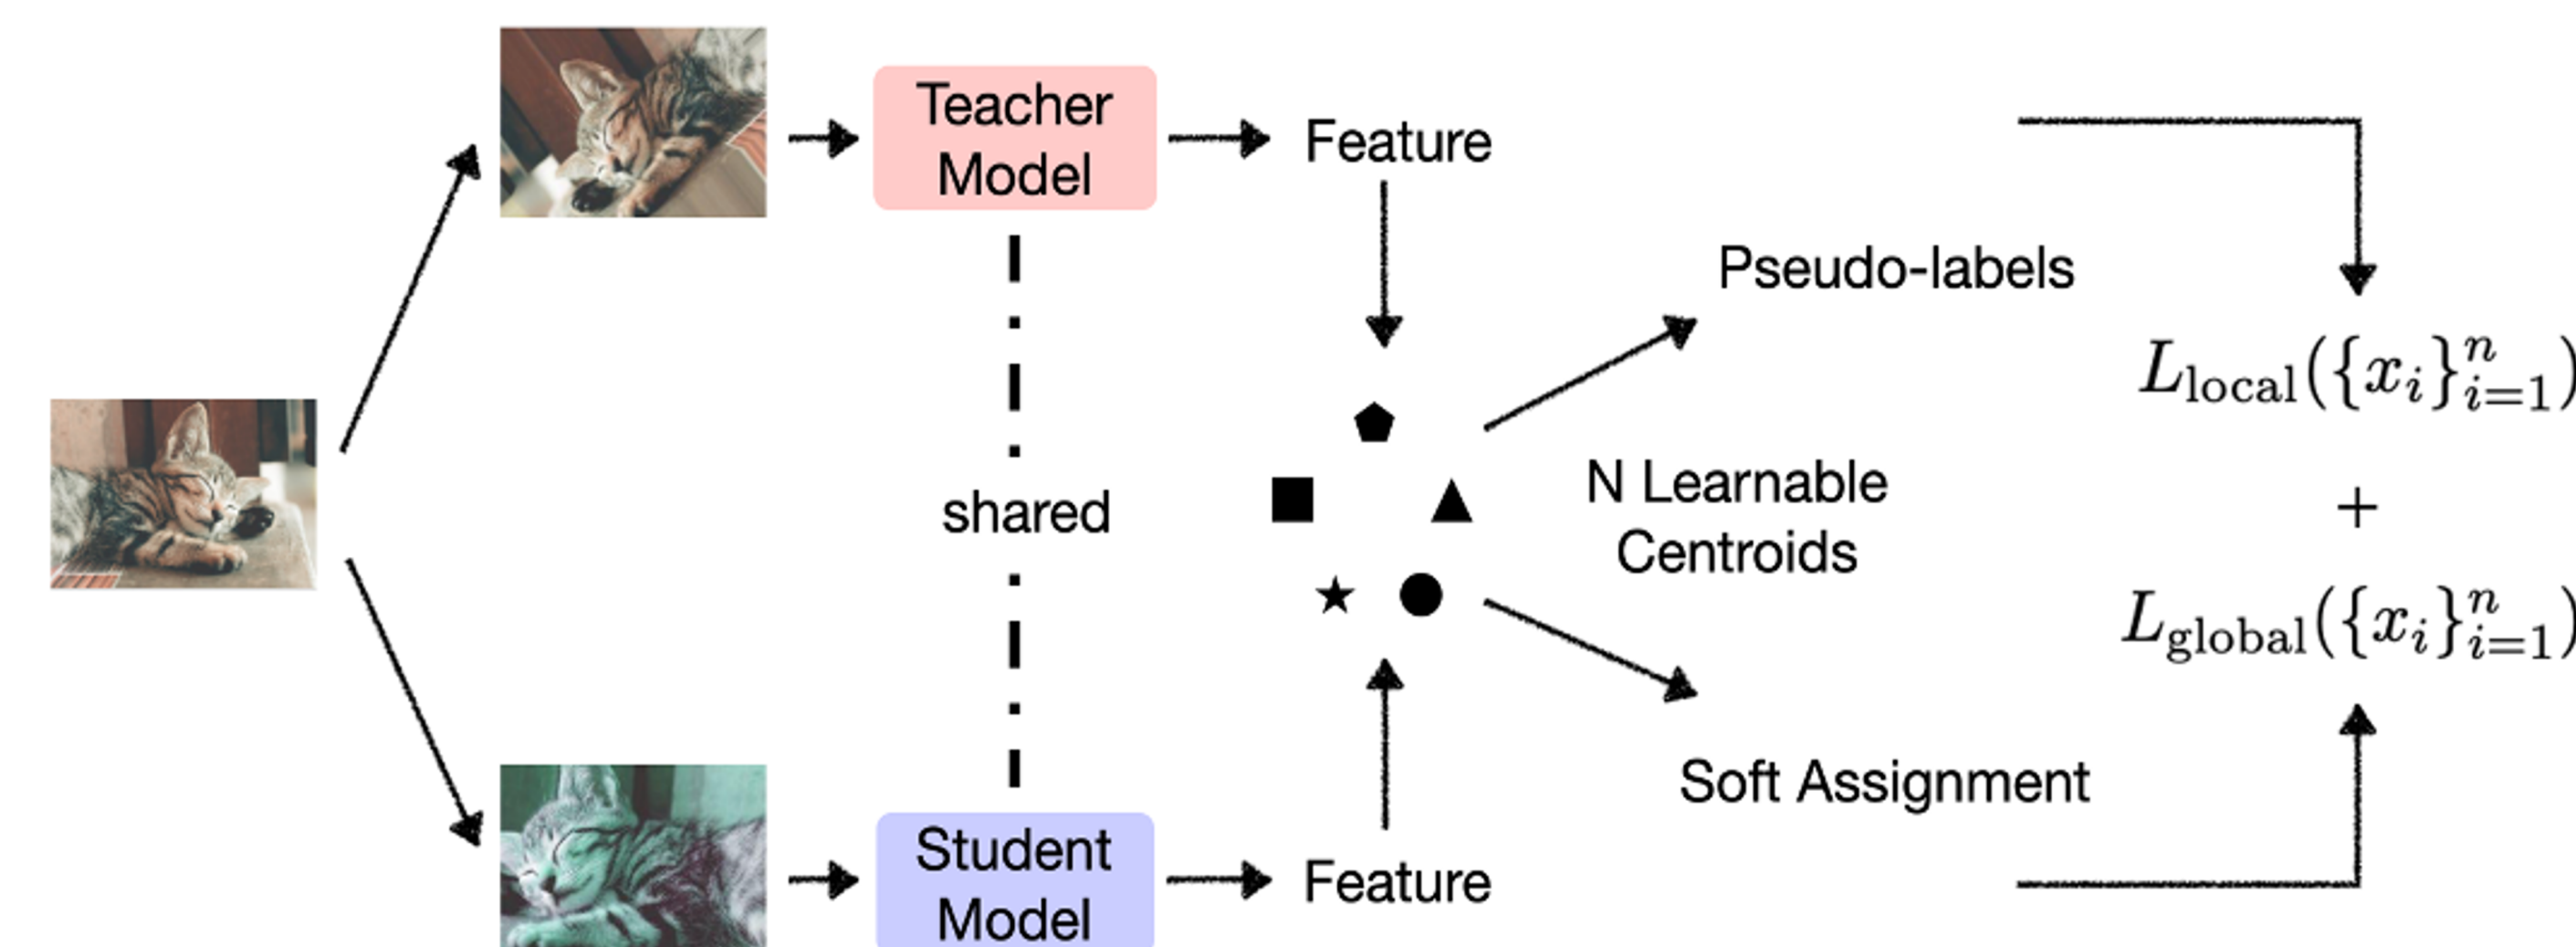 Teacher
Model
Feature
Pseudo-labels
L_local({x_i}_{i=1}^n)
shared
N Learnable
Centroids
+
L_global({x_i}_{i=1}^n)
Soft Assignment
Student
Model
Feature